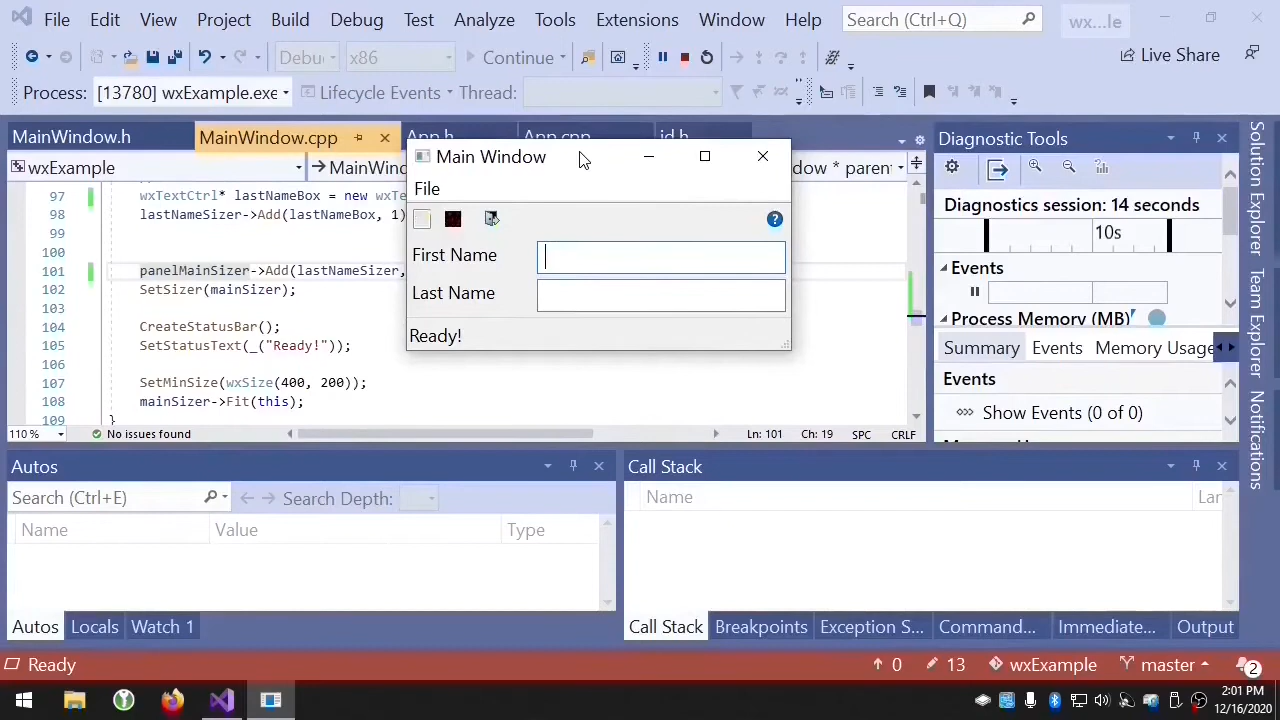 File Edit View Project Build Debug Test Analyze Tools Extensions Window Help Search (Ctrl+Q) wx...le
Debu x86 Continue Live Share
Process: [13780] wxExample.exe Lifecycle Events Thread:
MainWindow.h MainWindow.cpp App.h App.cpp id.h
wxExample MainWind dow * parent
97 wxTextCtrl* lastNameBox = new wxTe
98 lastNameSizer->Add(lastNameBox, 1)
99
100
101 panelMainSizer->Add(lastNameSizer,
102 SetSizer(mainSizer);
103
104 CreateStatusBar();
105 SetStatusText(_("Ready!"));
106
107 SetMinSize(wxSize(400, 200));
108 mainSizer->Fit(this);
109 }
110 % No issues found Ln: 101 Ch: 19 SPC CRLF
Main Window
File
First Name
Last Name
Ready!
Diagnostic Tools
Diagnostics session: 14 seconds
10s
Events
Process Memory (MB)
Summary Events Memory Usage
Events
Show Events (0 of 0)
Solution Explorer
Team Explorer
Notifications
Autos
Search (Ctrl+E) Search Depth:
Name Value Type
Autos Locals Watch 1
Call Stack
Name Lar
Call Stack Breakpoints Exception S... Command... Immediate... Output
Ready 0 13 wxExample master 2
2:01 PM
12/16/2020